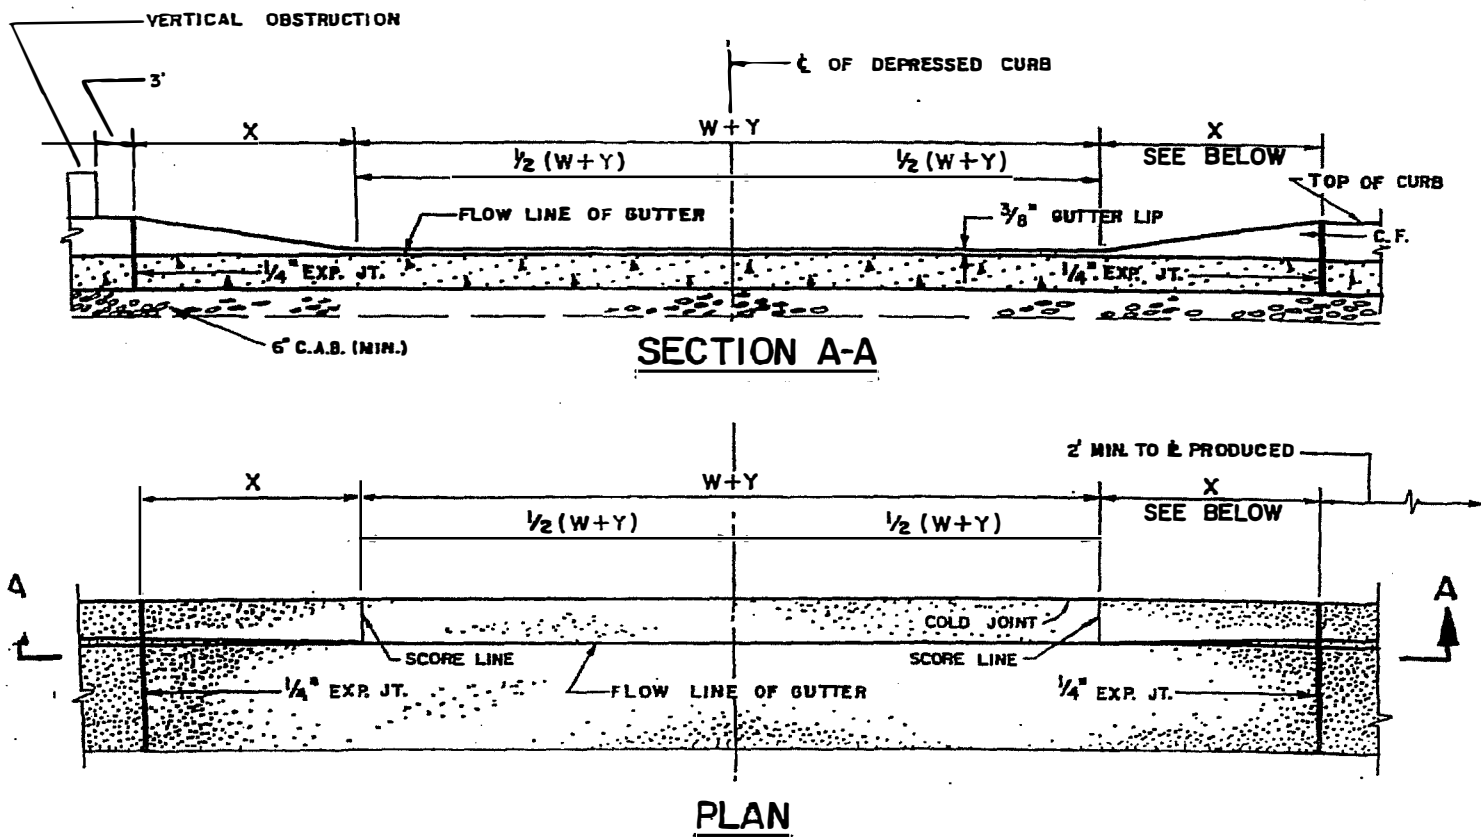 VERTICAL OBSTRUCTION
3'
℄ OF DEPRESSED CURB
X
W+Y
X
SEE BELOW
½ (W+Y)
½ (W+Y)
TOP OF CURB
FLOW LINE OF GUTTER
3/8" GUTTER LIP
C.F.
1/4" EXP. JT.
1/4" EXP. JT.
6" C.A.B. (MIN.)
SECTION A-A
2' MIN. TO ⅊ PRODUCED
X
W+Y
X
SEE BELOW
1/2 (W+Y)
1/2 (W+Y)
A
A
COLD JOINT
SCORE LINE
SCORE LINE
1/4" EXP. JT.
FLOW LINE OF GUTTER
1/4" EXP. JT.
PLAN